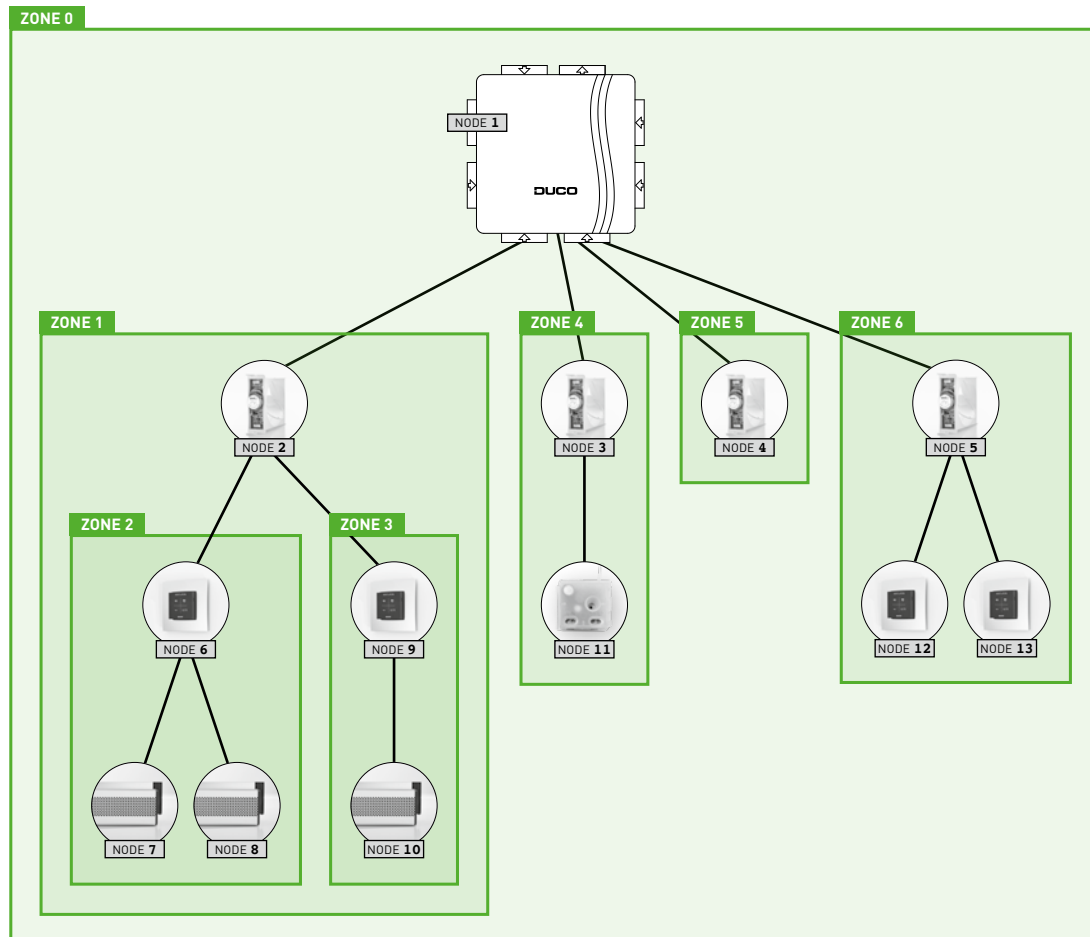 ZONE 0
NODE 1
DUCO
ZONE 1
ZONE 4
ZONE 5
ZONE 6
NODE 2
NODE 3
NODE 4
NODE 5
ZONE 2
ZONE 3
NODE 6
NODE 9
NODE 11
NODE 12
NODE 13
NODE 7
NODE 8
NODE 10